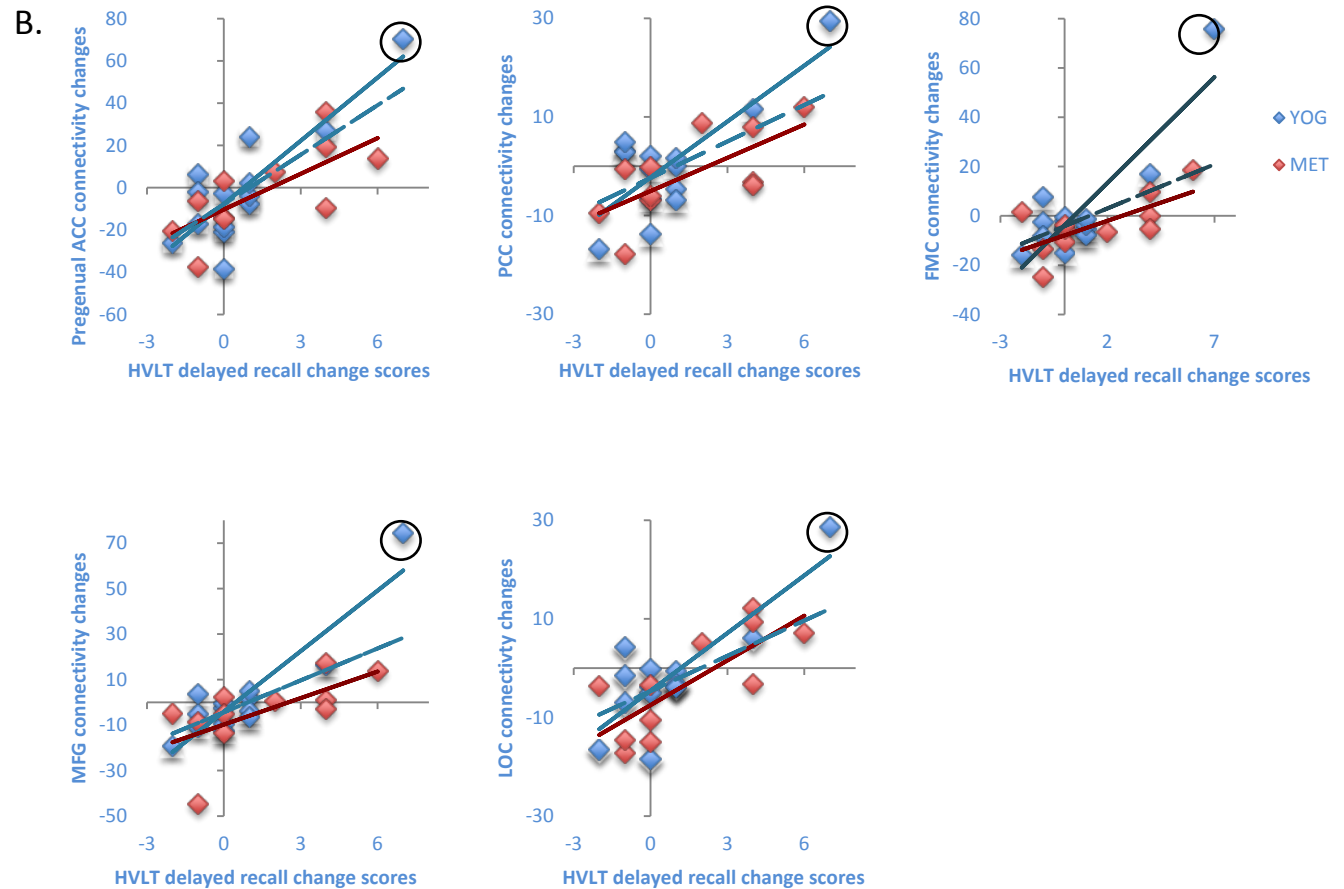 B.
Pregenual ACC connectivity changes
80
60
40
20
0
-20
-40
-60
-3 0 3 6
HVLT delayed recall change scores
PCC connectivity changes
30
10
-10
-30
-3 0 3 6
HVLT delayed recall change scores
FMC connectivity changes
80
60
40
20
0
-20
-40
-3 2 7
HVLT delayed recall change scores
YOG
MET
MFG connectivity changes
70
50
30
10
-10
-30
-50
-3 0 3 6
HVLT delayed recall change scores
LOC connectivity changes
30
10
-10
-30
-3 0 3 6
HVLT delayed recall change scores